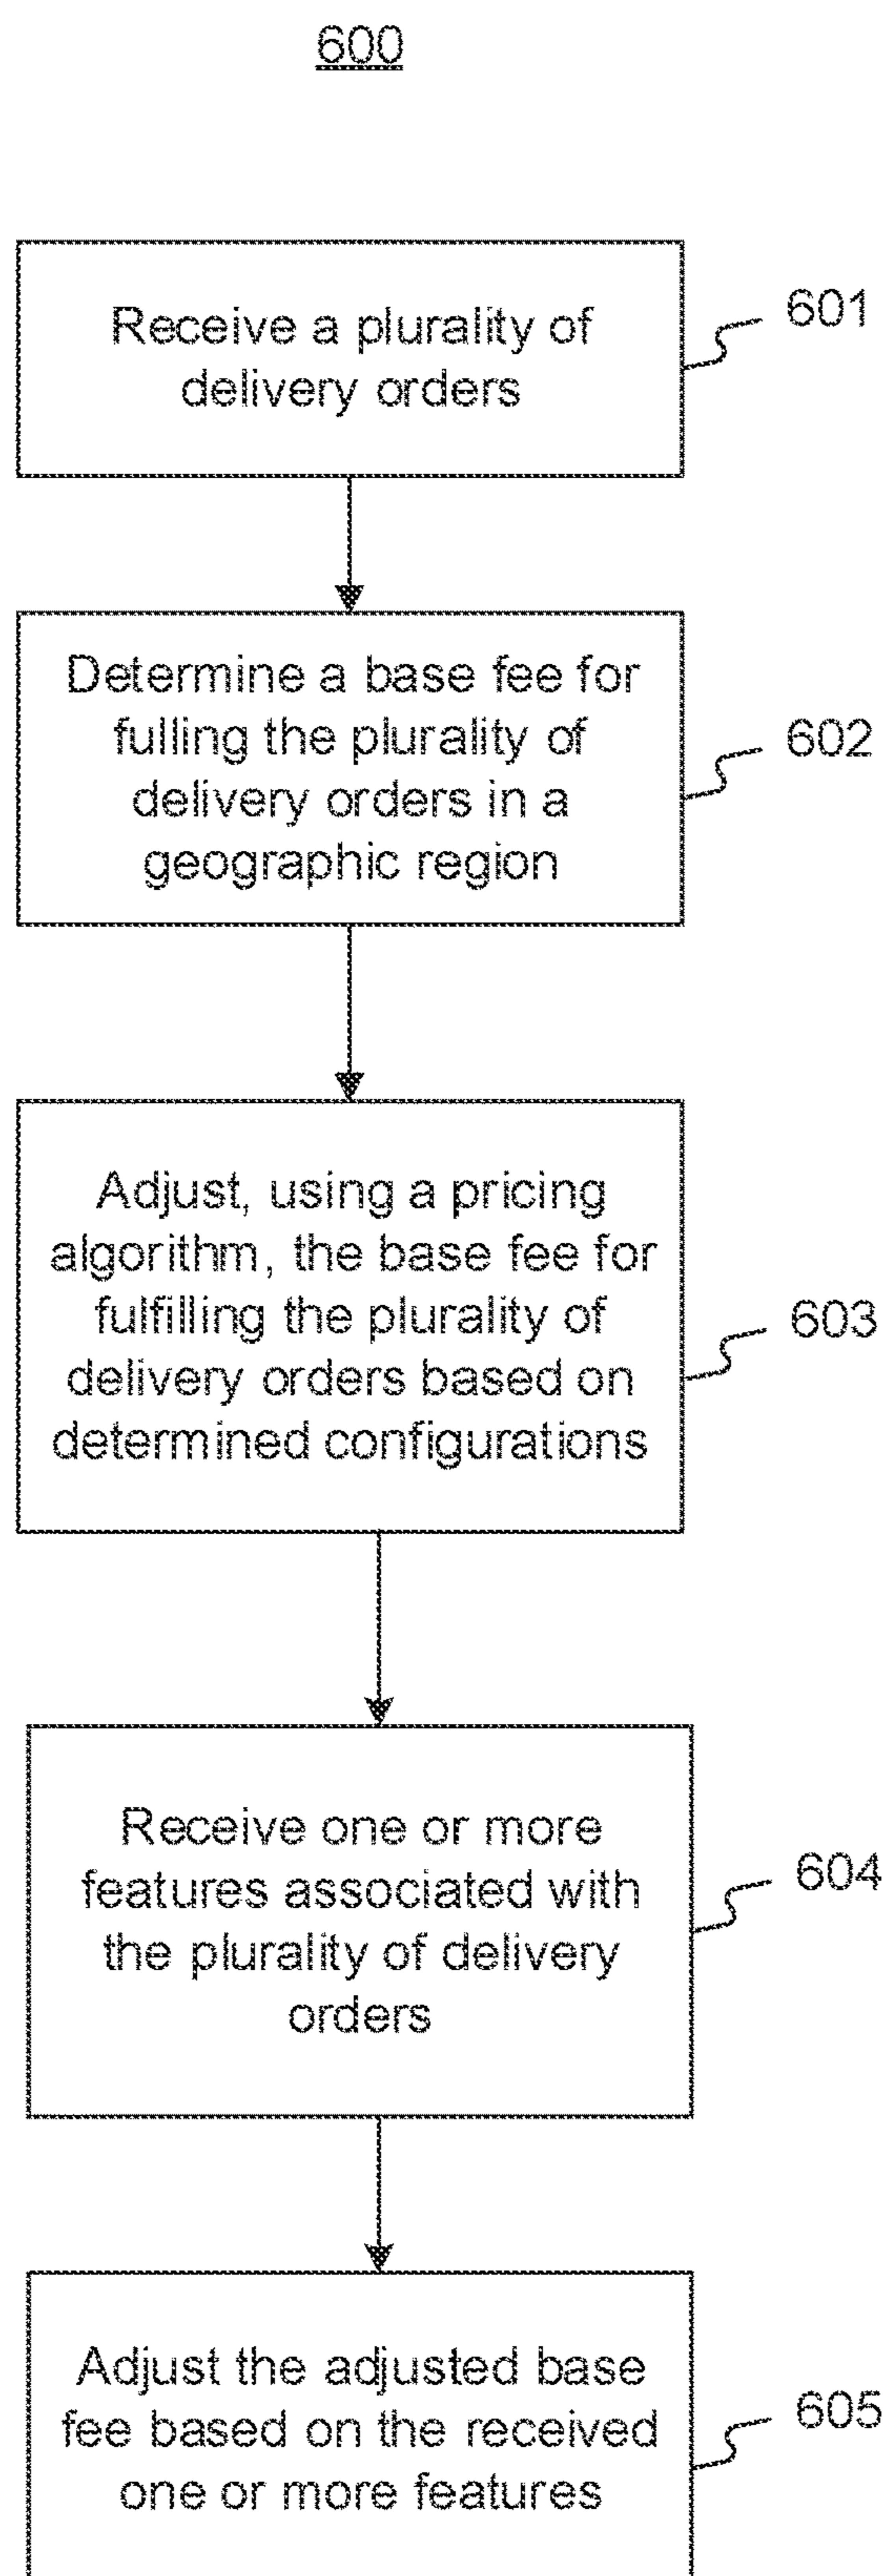 600
Receive a plurality of
delivery orders
601
Determine a base fee for
fulling the plurality of
delivery orders in a
geographic region
602
Adjust, using a pricing
algorithm, the base fee for
fulfilling the plurality of
delivery orders based on
determined configurations
603
Receive one or more
features associated with
the plurality of delivery
orders
604
Adjust the adjusted base
fee based on the received
one or more features
605